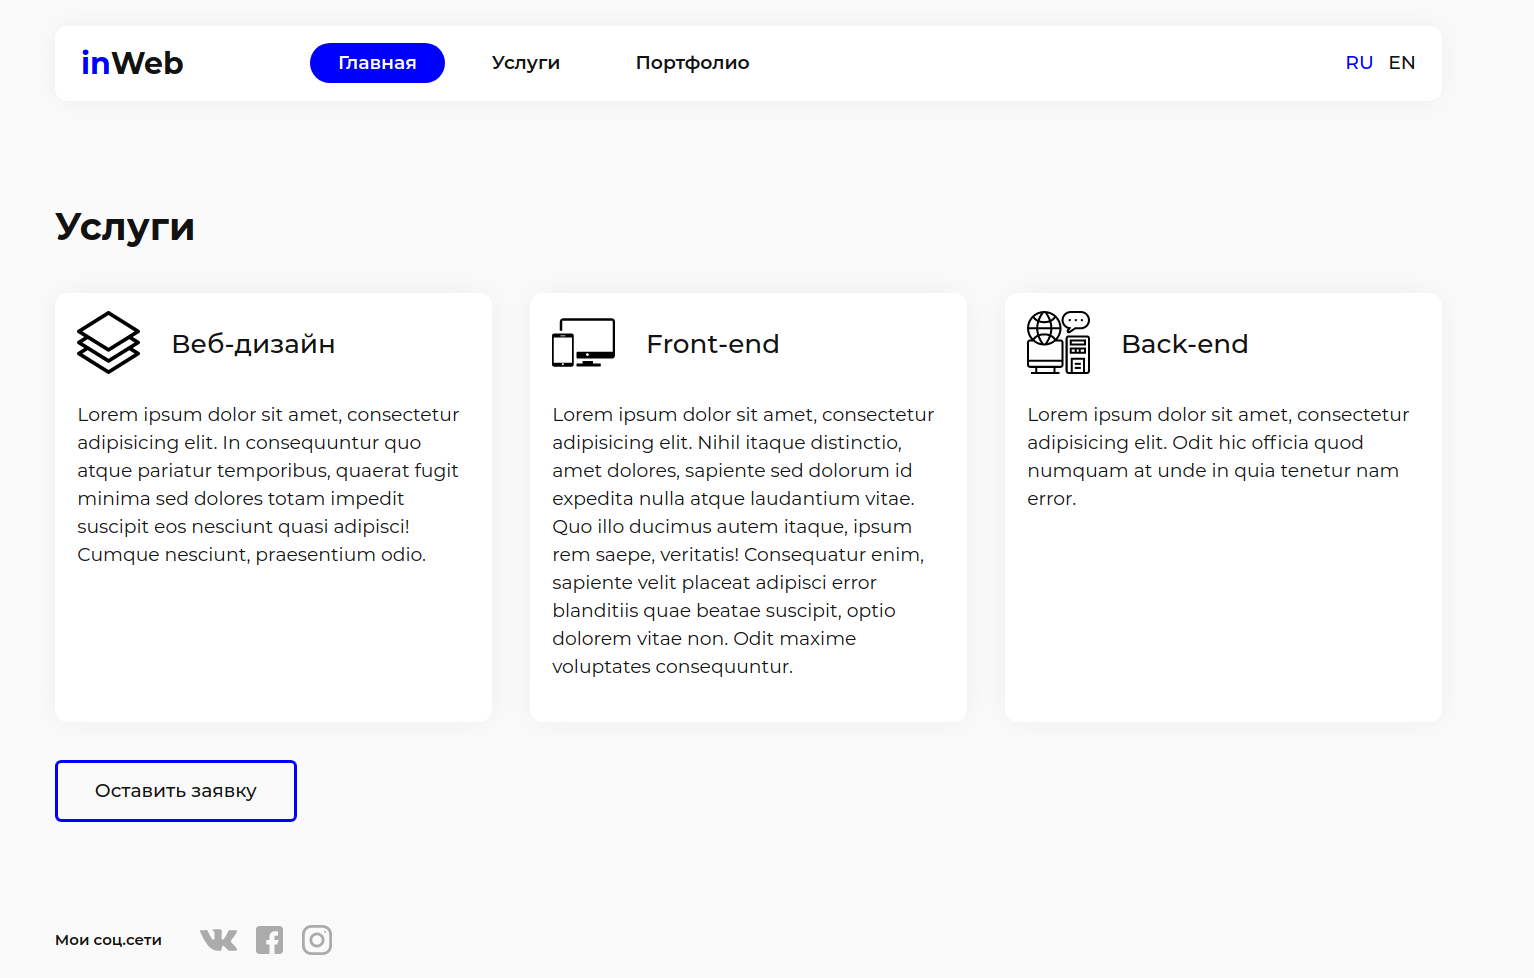 inWeb
Главная
Услуги
Портфолио
RU EN
Услуги
Веб-дизайн
Lorem ipsum dolor sit amet, consectetur
adipisicing elit. In consequuntur quo
atque pariatur temporibus, quaerat fugit
minima sed dolores totam impedit
suscipit eos nesciunt quasi adipisci!
Cumque nesciunt, praesentium odio.
Front-end
Lorem ipsum dolor sit amet, consectetur
adipisicing elit. Nihil itaque distinctio,
amet dolores, sapiente sed dolorum id
expedita nulla atque laudantium vitae.
Quo illo ducimus autem itaque, ipsum
rem saepe, veritatis! Consequatur enim,
sapiente velit placeat adipisci error
blanditiis quae beatae suscipit, optio
dolorem vitae non. Odit maxime
voluptates consequuntur.
Back-end
Lorem ipsum dolor sit amet, consectetur
adipisicing elit. Odit hic officia quod
numquam at unde in quia tenetur nam
error.
Оставить заявку
Мои соц.сети